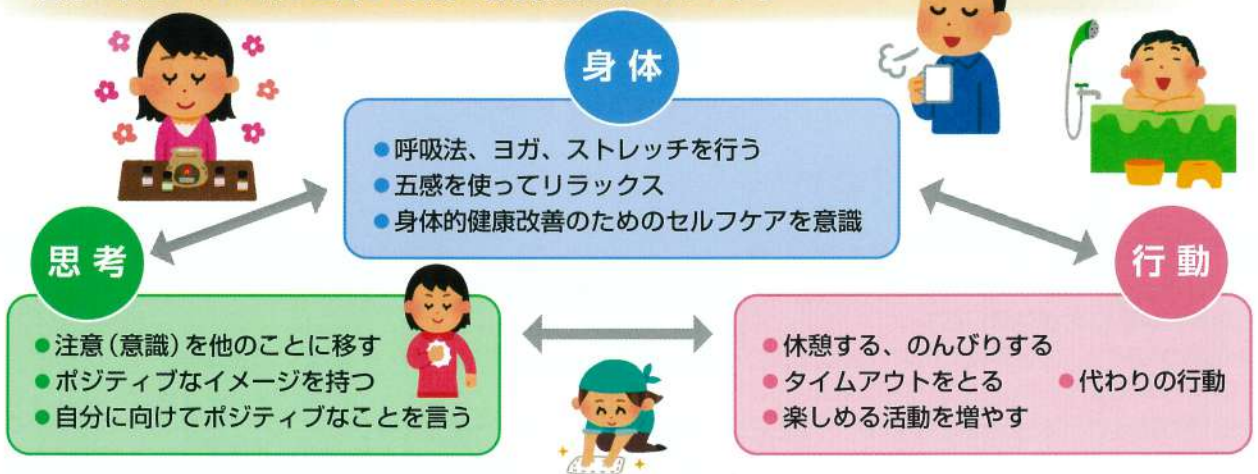 身体
●呼吸法、ヨガ、ストレッチを行う
●五感を使ってリラックス
●身体的健康改善のためのセルフケアを意識
思考
●注意(意識)を他のことに移す
●ポジティブなイメージを持つ
●自分に向けてポジティブなことを言う
行動
●休憩する、のんびりする
●タイムアウトをとる ●代わりの行動
●楽しめる活動を増やす